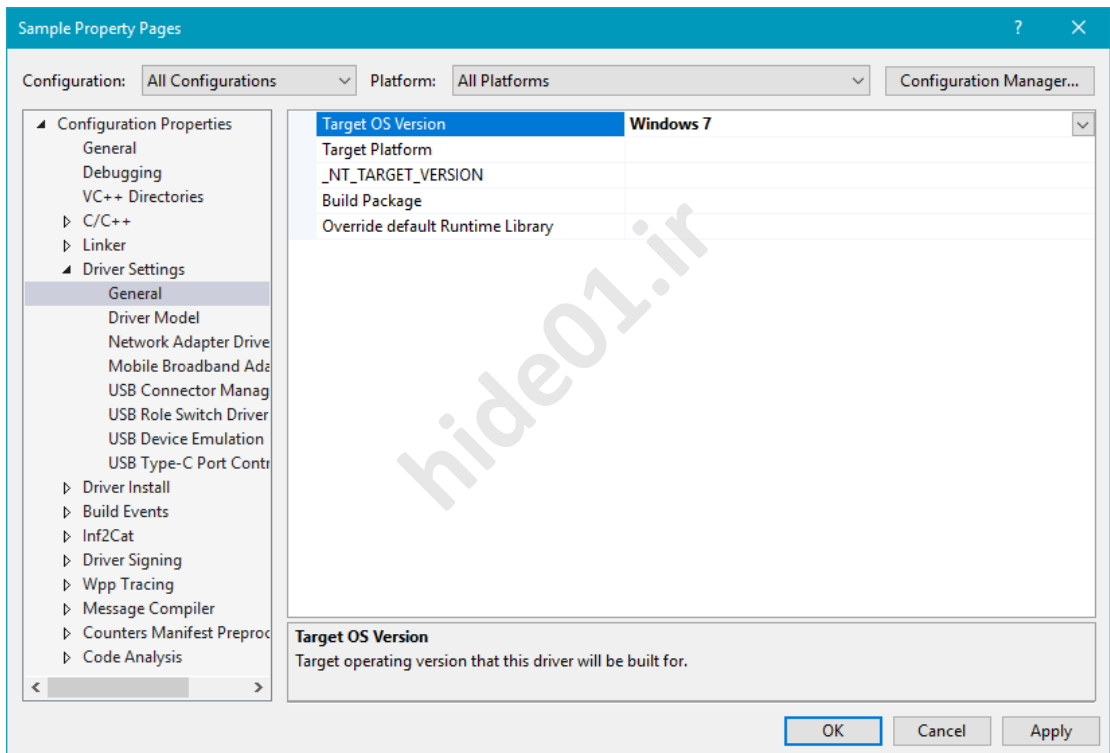 Sample Property Pages ? ×
Configuration: All Configurations Platform: All Platforms Configuration Manager...
Configuration Properties
General
Debugging
VC++ Directories
C/C++
Linker
Driver Settings
General
Driver Model
Network Adapter Drive
Mobile Broadband Ada
USB Connector Manag
USB Role Switch Driver
USB Device Emulation
USB Type-C Port Contr
Driver Install
Build Events
Inf2Cat
Driver Signing
Wpp Tracing
Message Compiler
Counters Manifest Preproc
Code Analysis
Target OS Version Windows 7
Target Platform
_NT_TARGET_VERSION
Build Package
Override default Runtime Library
hide01.ir
Target OS Version
Target operating version that this driver will be built for.
OK Cancel Apply